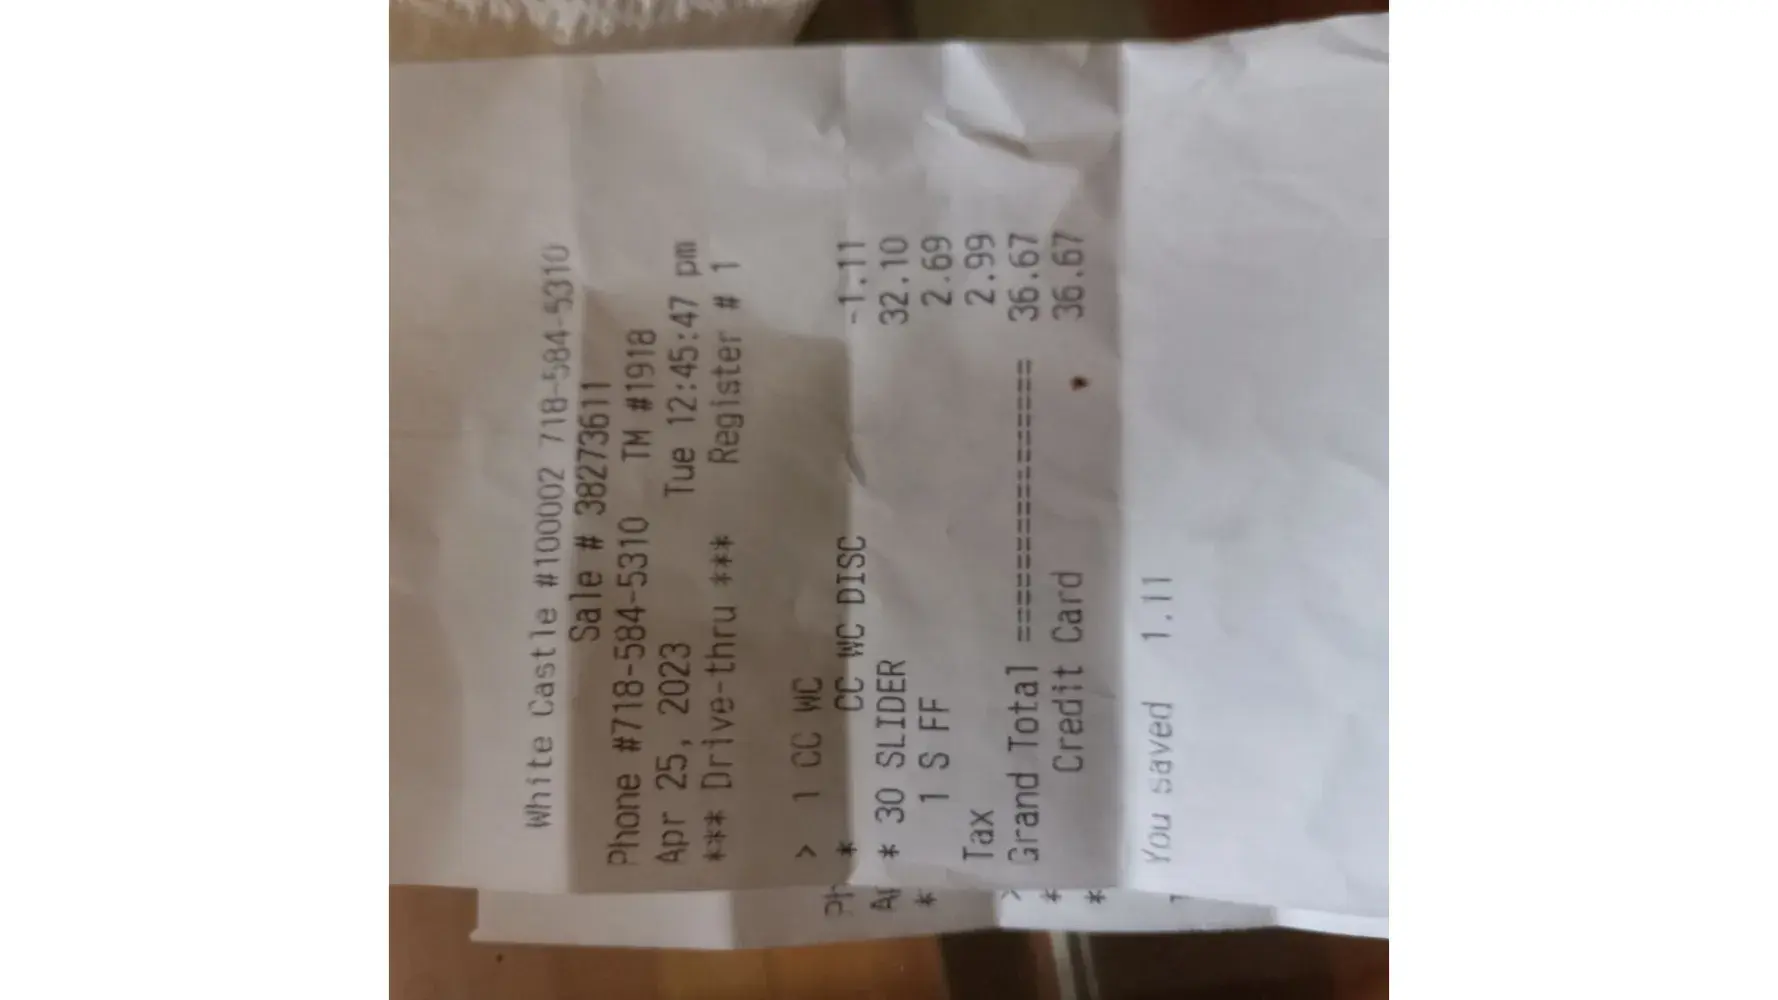 White Castle #100002 718-584-5310
Sale # 38273611
Phone #718-584-5310 TM #1918
Apr 25, 2023 Tue 12:45:47 pm
*** Drive-thru *** Register # 1
> 1 CC WC
* CC WC DISC -1.11
* 30 SLIDER 32.10
1 S FF 2.69
Tax 2.99
Grand Total ================ 36.67
Credit Card 36.67
You saved 1.11
Ph
*
>
*
*